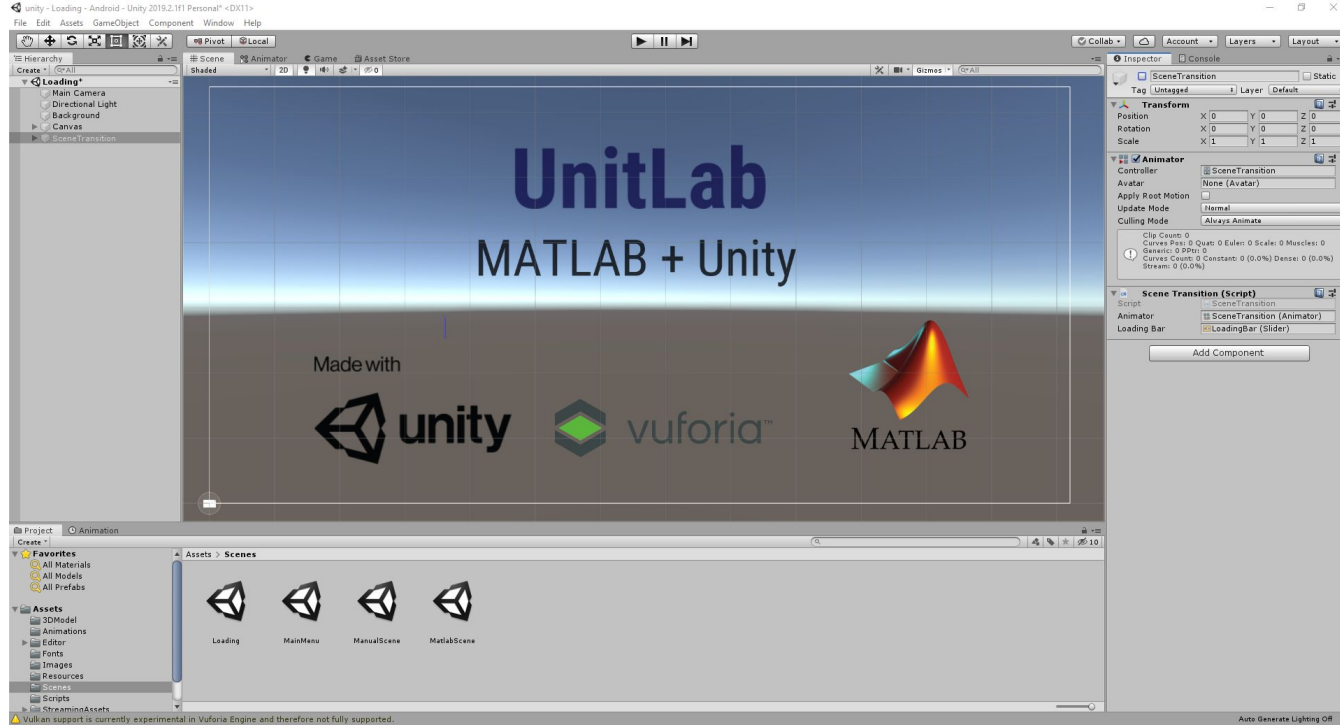 unity - Loading - Android - Unity 2019.2.1f1 Personal* <DX11>
File Edit Assets GameObject Component Window Help
Pivot Local Collab Account Layers Layout
Hierarchy Scene Animator Game Asset Store Inspector Console
Create All Shaded 2D 0 Gizmos All
Loading*
Main Camera
Directional Light
Background
Canvas
SceneTransition
SceneTransition Static
Tag Untagged Layer Default
Transform
Position X 0 Y 0 Z 0
Rotation X 0 Y 0 Z 0
Scale X 1 Y 1 Z 1
Animator
Controller SceneTransition
Avatar None (Avatar)
Apply Root Motion
Update Mode Normal
Culling Mode Always Animate
Clip Count: 0
Curves Pos: 0 Quat: 0 Euler: 0 Scale: 0 Muscles: 0
Generic: 0 PPtr: 0
Curves Count: 0 Constant: 0 (0.0%) Dense: 0 (0.0%)
Stream: 0 (0.0%)
Scene Transition (Script)
Script SceneTransition
Animator SceneTransition (Animator)
Loading Bar LoadingBar (Slider)
Add Component
UnitLab
MATLAB + Unity
Made with
unity
vuforia™
MATLAB
Project Animation
Create 10
Favorites
All Materials
All Models
All Prefabs
Assets
3DModel
Animations
Editor
Fonts
Images
Resources
Scenes
Scripts
StreamingAssets
Assets > Scenes
Loading MainMenu ManualScene MatlabScene
Vulkan support is currently experimental in Vuforia Engine and therefore not fully supported.
Auto Generate Lighting Off